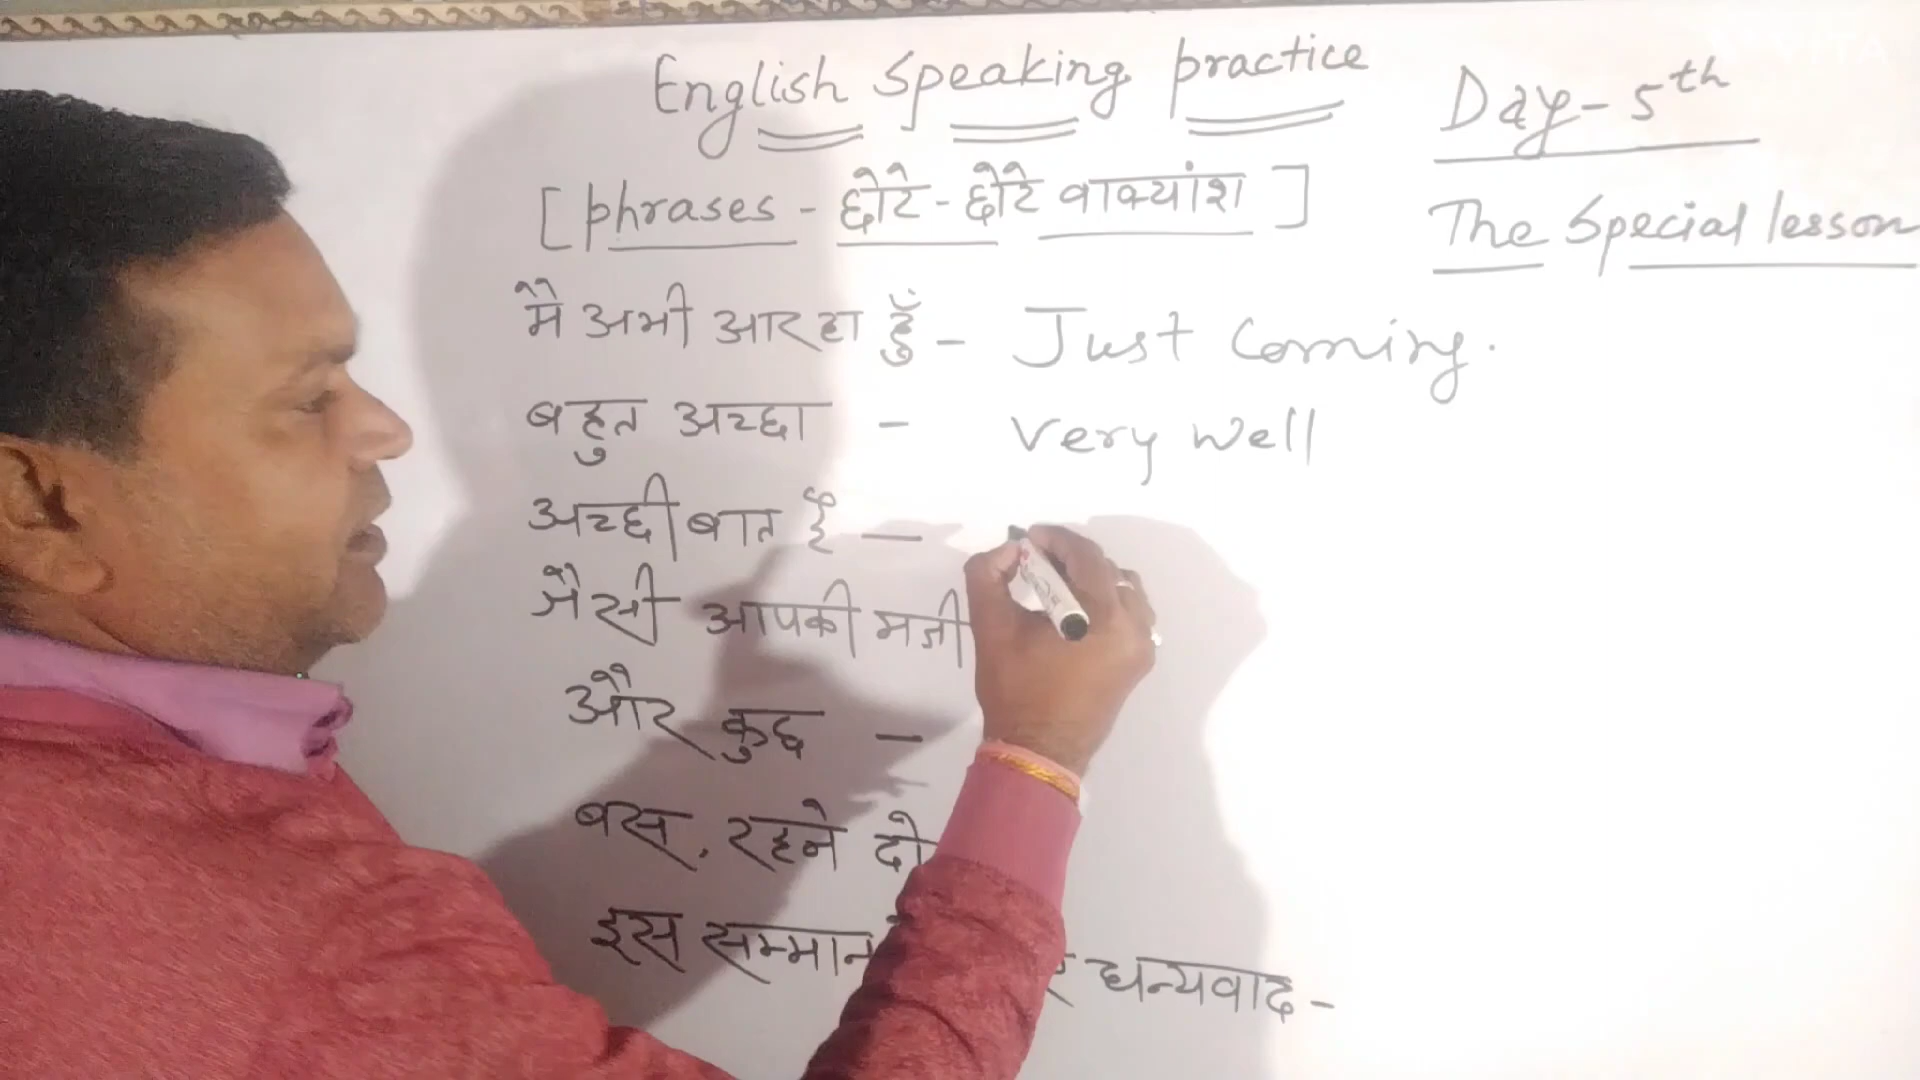 English Speaking practice
Day - 5th
[phrases - छोटे - छोटे वाक्यांश]
The Special lesson
मैं अभी आ रहा हूँ - Just Coming.
बहुत अच्छा - Very well
अच्छी बात है -
जैसी आपकी मर्जी
और कुछ -
बस, रहने दो
इस सम्मान धन्यवाद -